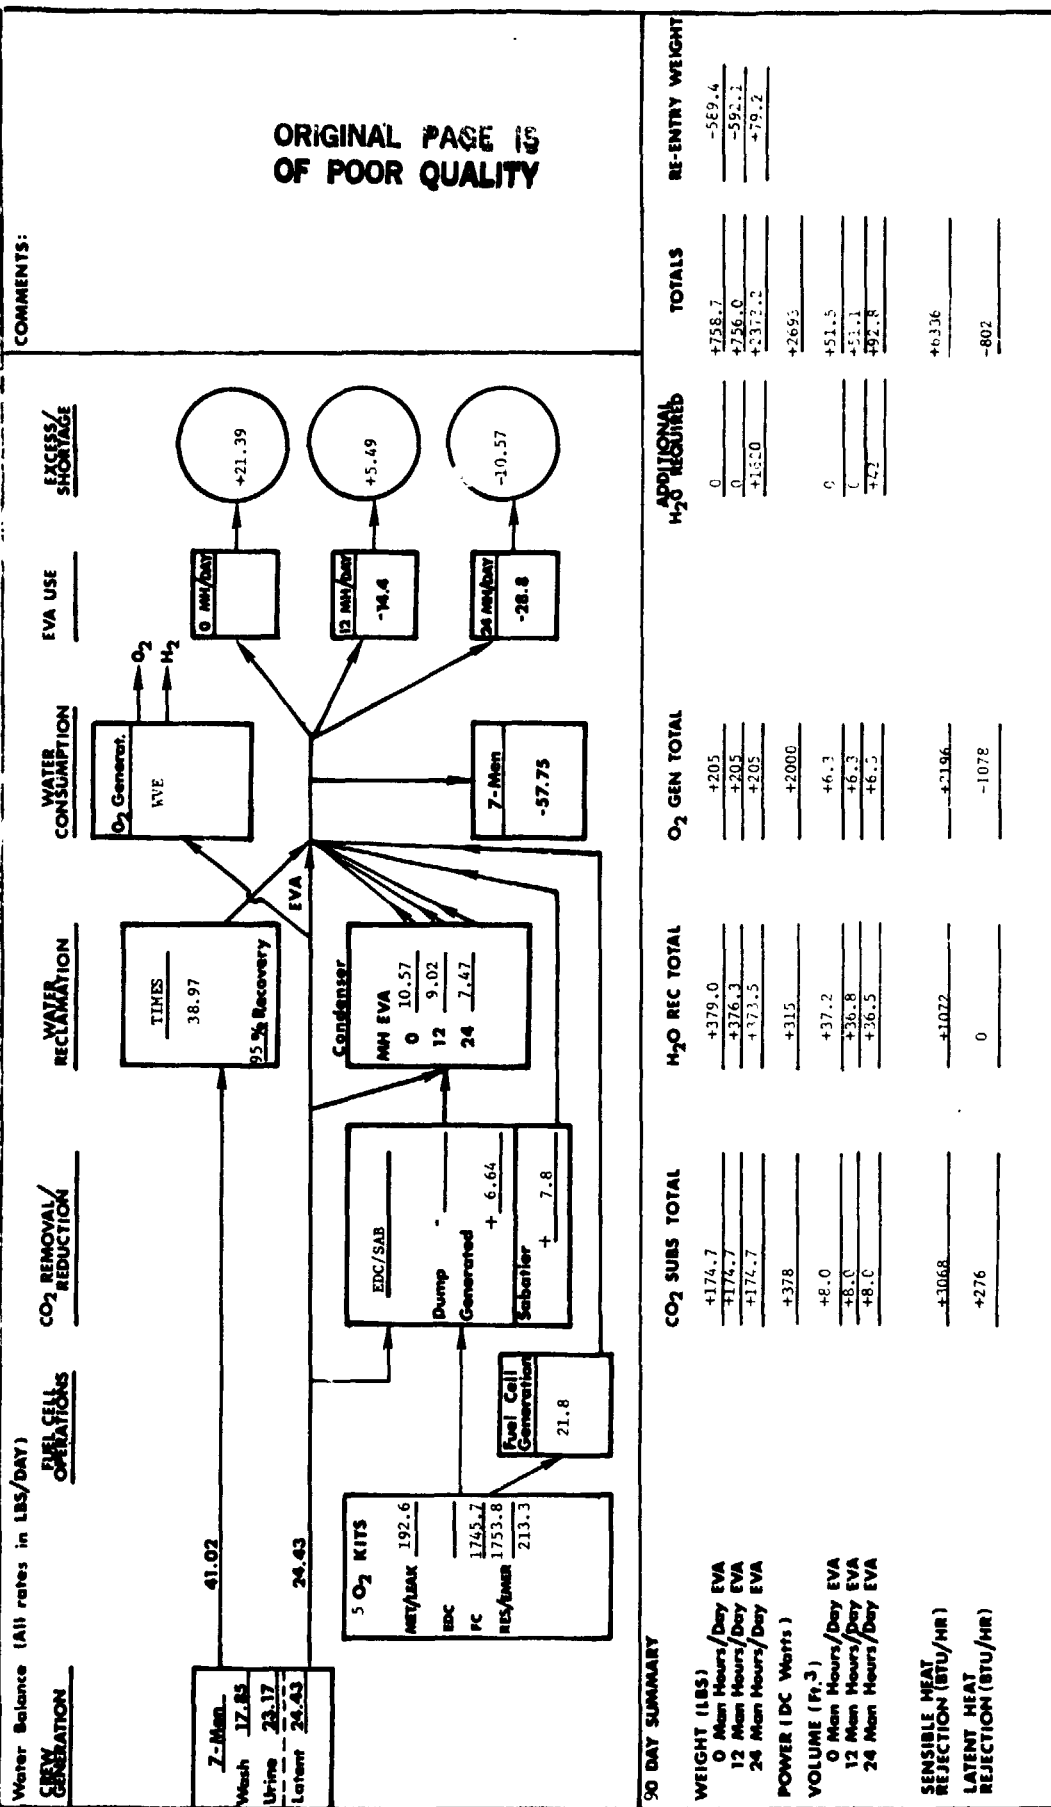 Water Balance (All rates in LBS/DAY)
CREW GENERATION
FUEL CELL OPERATIONS
CO2 REMOVAL/ REDUCTION
WATER RECLAMATION
WATER CONSUMPTION
EVA USE
EXCESS/ SHORTAGE
COMMENTS:
ORIGINAL PAGE IS
OF POOR QUALITY
7-Men
Wash 17.85
Urine 23.17
Latent 24.43
41.02
24.43
5 O2 KITS
MET/LEAK 192.6
EDC
FC 1745.7
RES/EMER 1753.8
213.3
Fuel Cell Generation
21.8
EDC/SAB
Dump -
Generated
+ 6.64
Sabatier
+ 7.8
TIMES
38.97
95 % Recovery
Condenser
MH EVA
0 10.57
12 9.02
24 7.47
EVA
O2 Generat.
WVE
O2
H2
7-Men
-57.75
0 MH/DAY
12 MH/DAY
-14.4
24 MH/DAY
-28.8
+21.39
+5.49
-10.57
90 DAY SUMMARY
CO2 SUBS TOTAL
H2O REC TOTAL
O2 GEN TOTAL
ADDITIONAL H2O REQUIRED
TOTALS
RE-ENTRY WEIGHT
WEIGHT (LBS)
0 Man Hours/Day EVA +174.7 +379.0 +205 0 +758.7 -589.4
12 Man Hours/Day EVA +174.7 +376.3 +205 0 +756.0
24 Man Hours/Day EVA +174.7 +373.5 +205 +79.2
POWER (DC Watts) +378 +315 +2000
VOLUME (Ft.3)
0 Man Hours/Day EVA +8.0 +37.2 +6.3 0 +51.5
12 Man Hours/Day EVA +8.0 +36.8 +6.3
24 Man Hours/Day EVA +8.0 +36.5 +92.8
SENSIBLE HEAT
REJECTION (BTU/HR) +3068 +1072 +2196 +6336
LATENT HEAT
REJECTION (BTU/HR) +276 0 -1078 -802